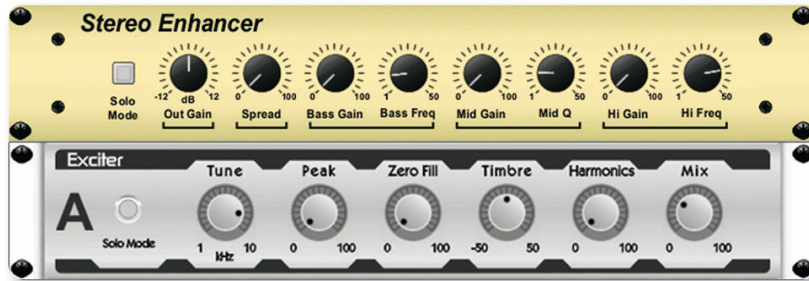 Stereo Enhancer
Solo Mode
-12 dB 12
Out Gain
0 100
Spread
0 100
Bass Gain
1 50
Bass Freq
0 100
Mid Gain
1 50
Mid Q
0 100
Hi Gain
1 50
Hi Freq
Exciter
A
Solo Mode
Tune
1 kHz 10
Peak
0 100
Zero Fill
0 100
Timbre
-50 50
Harmonics
0 100
Mix
0 100